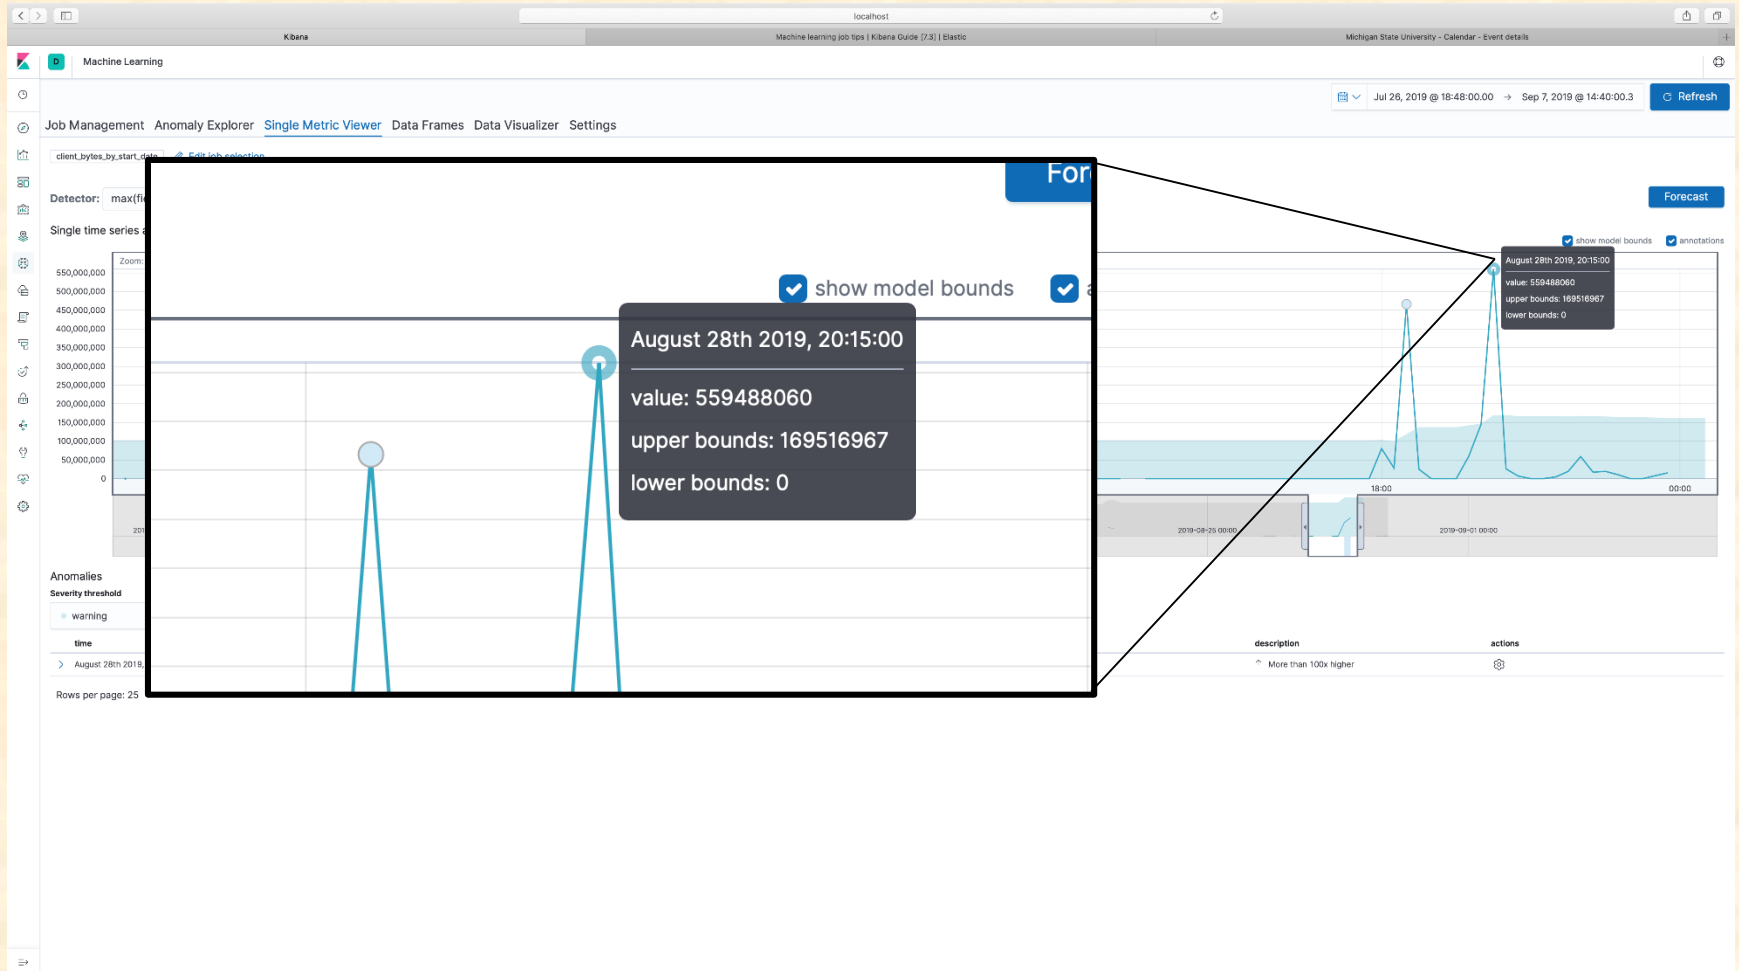 localhost
Kibana
Machine learning job tips | Kibana Guide [7.3] | Elastic
Michigan State University - Calendar - Event details
D
Machine Learning
Jul 26, 2019 @ 18:48:00.00 → Sep 7, 2019 @ 14:40:00.3
Refresh
Job Management Anomaly Explorer Single Metric Viewer Data Frames Data Visualizer Settings
client_bytes_by_start_date Edit job selection
Detector: max(fi
Forecast
Single time series a
show model bounds
annotations
Zoom:
550,000,000
500,000,000
450,000,000
400,000,000
350,000,000
300,000,000
250,000,000
200,000,000
150,000,000
100,000,000
50,000,000
0
For
show model bounds
a
August 28th 2019, 20:15:00
value: 559488060
upper bounds: 169516967
lower bounds: 0
August 28th 2019, 20:15:00
value: 559488060
upper bounds: 169516967
lower bounds: 0
18:00
00:00
201
2019-08-25 00:00
2019-09-01 00:00
Anomalies
Severity threshold
warning
time
description
actions
August 28th 2019,
More than 100x higher
Rows per page: 25